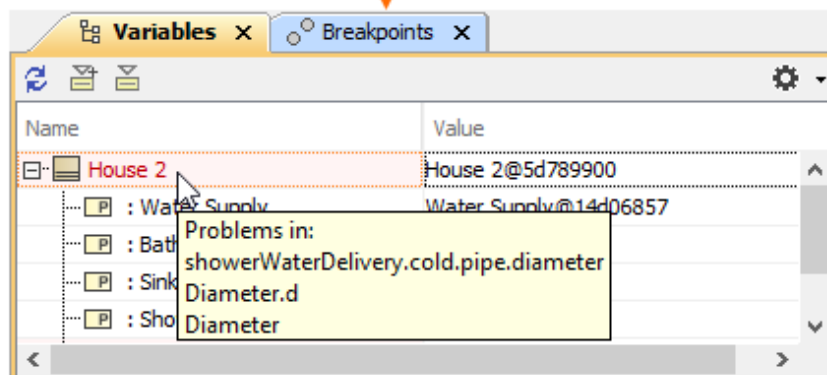 Variables x Breakpoints x
Name Value
House 2 House 2@5d789900
: Water Supply Water Supply@14d06857
Problems in:
: Bath
showerWaterDelivery.cold.pipe.diameter
: Sink
Diameter.d
: Sho
Diameter